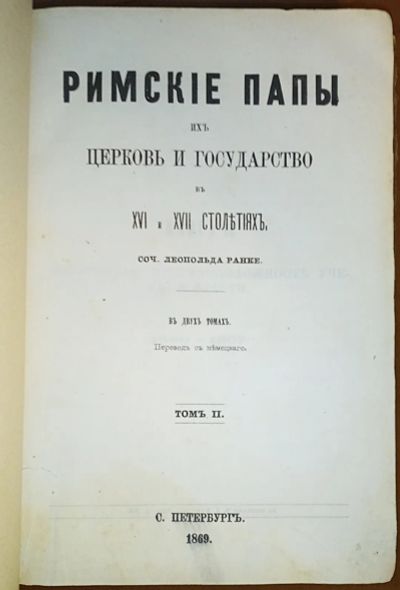 РИМСКІЕ ПАПЫ
ИХЪ
ЦЕРКОВЬ И ГОСУДАРСТВО
ВЪ
XVI и XVII СТОЛѢТІЯХЪ.
СОЧ. ЛЕОПОЛЬДА РАНКЕ.
ВЪ ДВУХЪ ТОМАХЪ.
Переводъ съ нѣмецкаго.
ТОМЪ II.
С. ПЕТЕРБУРГЪ.
1869.